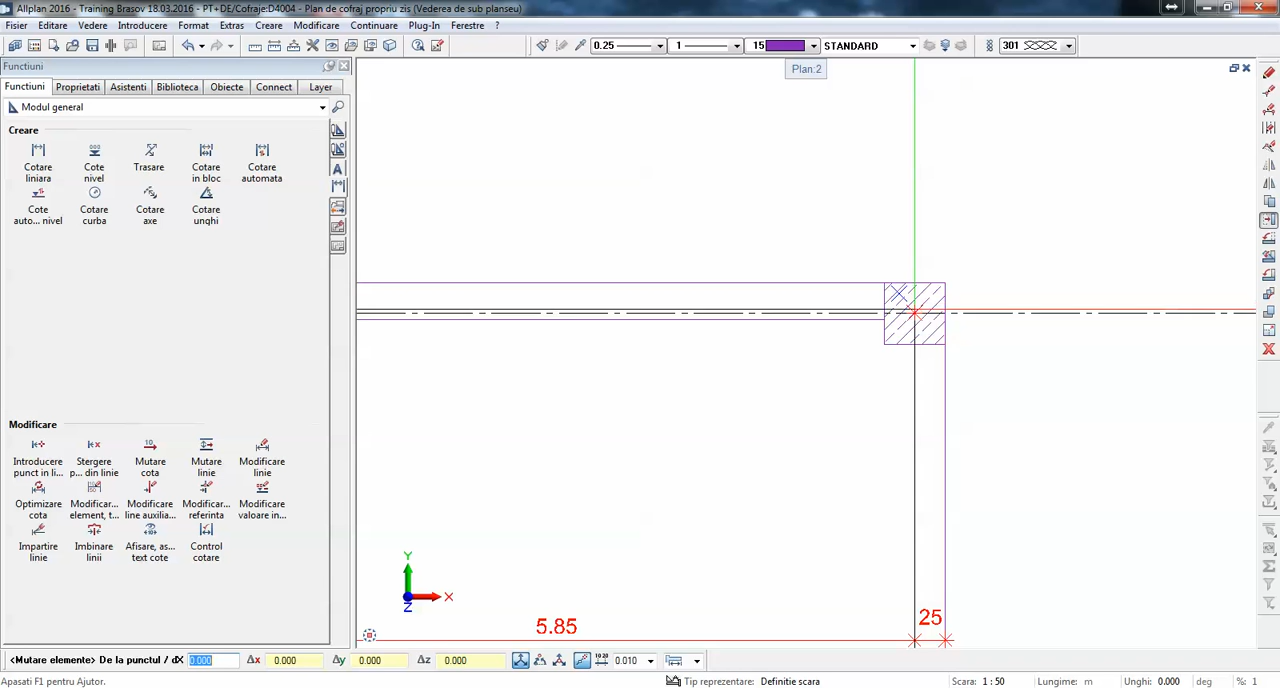 Allplan 2016 - Training Brasov 18.03.2016 - PT+DE/Cofraje:D4004 - Plan de cofraj propriu zis (Vederea de sub planseu)
Fisier Editare Vedere Introducere Format Extras Creare Modificare Continuare Plug-In Ferestre ?
0.25 1 15 STANDARD 301
Functiuni
Plan:2
Functiuni Proprietati Asistenti Biblioteca Obiecte Connect Layer
Modul general
Creare
Cotare liniara
Cote nivel
Trasare
Cotare in bloc
Cotare automata
Cote auto... nivel
Cotare curba
Cotare axe
Cotare unghi
Modificare
Introducere punct in li...
Stergere p... din linie
Mutare cota
Mutare linie
Modificare linie
Optimizare cota
Modificar... element, t...
Modificare line auxilia...
Modificar... referinta
Modificare valoare in...
Impartire linie
Imbinare linii
Afisare, as... text cote
Control cotare
Y
X
Z
5.85
25
<Mutare elemente> De la punctul / dX 0.000 Δx 0.000 Δy 0.000 Δz 0.000 0.010
Apasati F1 pentru Ajutor. Tip reprezentare: Definitie scara Scara: 1 : 50 Lungime: m Unghi: 0.000 deg %: 1